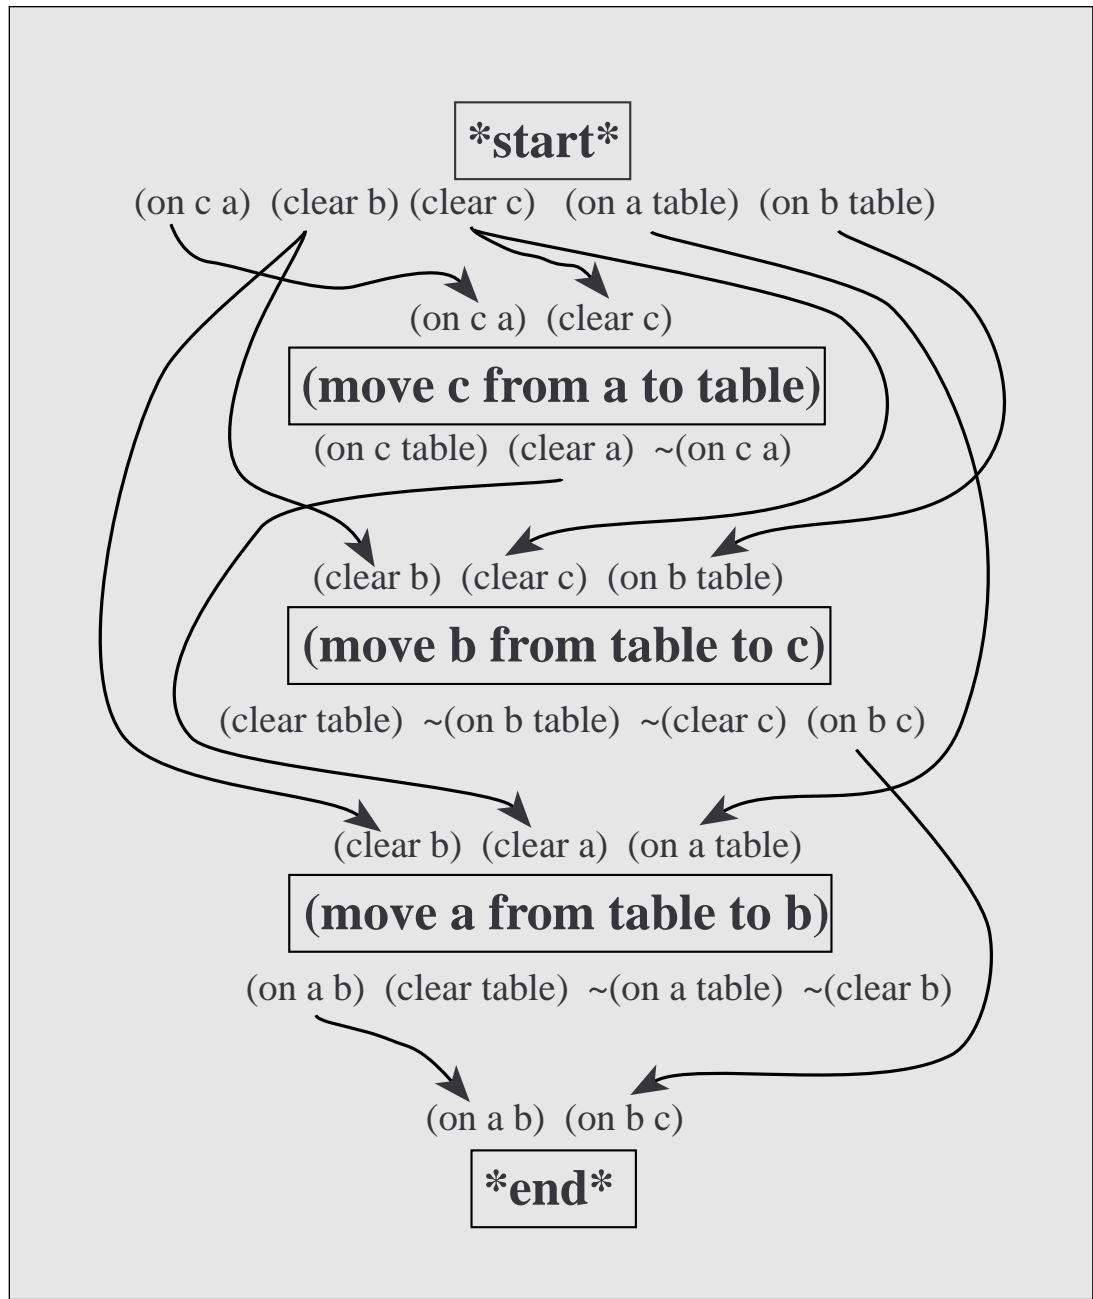 *start*
(on c a) (clear b) (clear c) (on a table) (on b table)
(on c a) (clear c)
(move c from a to table)
(on c table) (clear a) ~(on c a)
(clear b) (clear c) (on b table)
(move b from table to c)
(clear table) ~(on b table) ~(clear c) (on b c)
(clear b) (clear a) (on a table)
(move a from table to b)
(on a b) (clear table) ~(on a table) ~(clear b)
(on a b) (on b c)
*end*